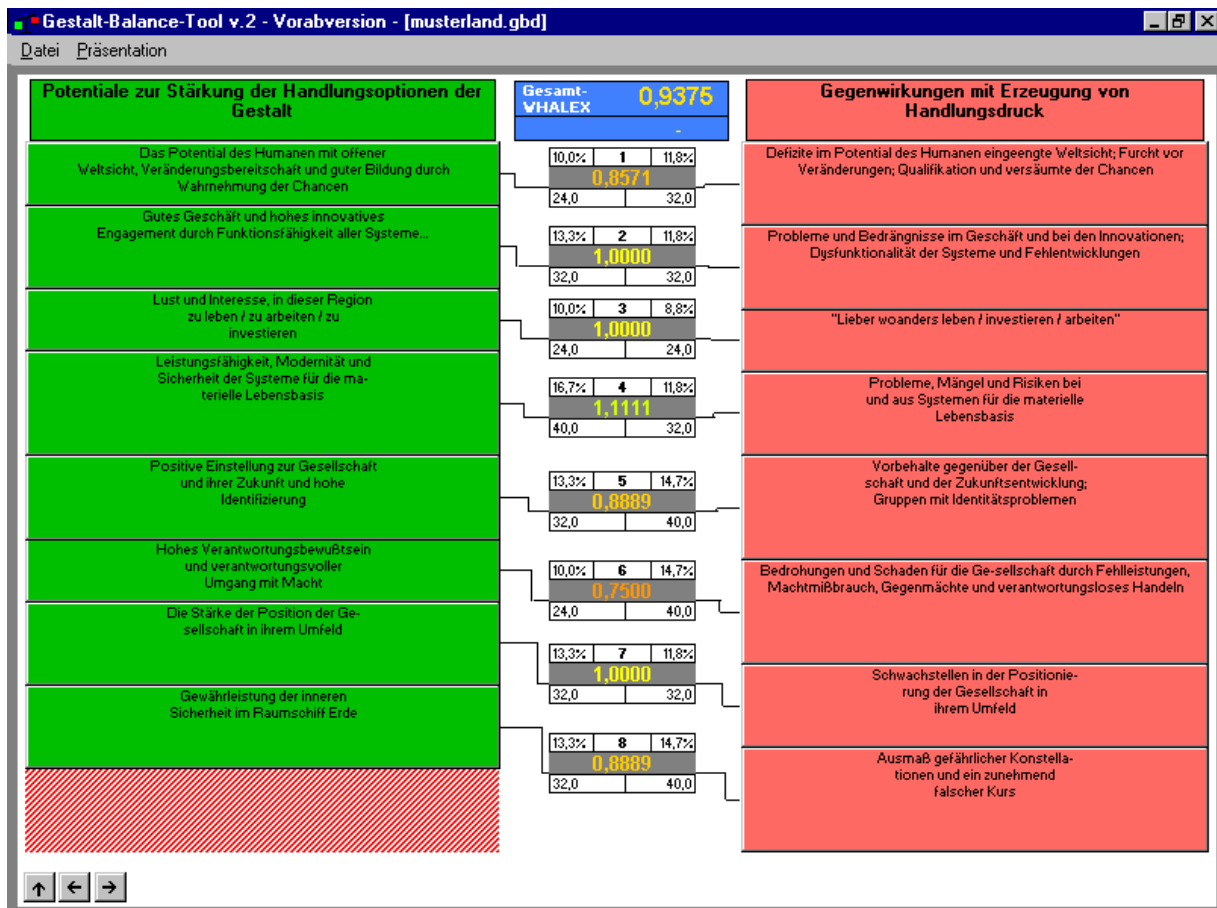 Gestalt-Balance-Tool v.2 - Vorabversion - [musterland.gbd]
Datei Präsentation
Potentiale zur Stärkung der Handlungsoptionen der
Gestalt
Das Potential des Humanen mit offener
Weltsicht, Veränderungsbereitschaft und guter Bildung durch
Wahrnehmung der Chancen
Gutes Geschäft und hohes innovatives
Engagement durch Funktionsfähigkeit aller Systeme...
Lust und Interesse, in dieser Region
zu leben / zu arbeiten / zu
investieren
Leistungsfähigkeit, Modernität und
Sicherheit der Systeme für die ma-
terielle Lebensbasis
Positive Einstellung zur Gesellschaft
und ihrer Zukunft und hohe
Identifizierung
Hohes Verantwortungsbewußtsein
und verantwortungsvoller
Umgang mit Macht
Die Stärke der Position der Ge-
sellschaft in ihrem Umfeld
Gewährleistung der inneren
Sicherheit im Raumschiff Erde
Gesamt- 0,9375
WHALEX
-
10,0% 1 11,8%
0,8571
24,0 32,0
13,3% 2 11,8%
1,0000
32,0 32,0
10,0% 3 8,8%
1,0000
24,0 24,0
16,7% 4 11,8%
1,1111
40,0 32,0
13,3% 5 14,7%
0,8889
32,0 40,0
10,0% 6 14,7%
0,7500
24,0 40,0
13,3% 7 11,8%
1,0000
32,0 32,0
13,3% 8 14,7%
0,8889
32,0 40,0
Gegenwirkungen mit Erzeugung von
Handlungsdruck
Defizite im Potential des Humanen eingeengte Weltsicht; Furcht vor
Veränderungen; Qualifikation und versäumte der Chancen
Probleme und Bedrängnisse im Geschäft und bei den Innovationen;
Dysfunktionalität der Systeme und Fehlentwicklungen
"Lieber woanders leben / investieren / arbeiten"
Probleme, Mängel und Risiken bei
und aus Systemen für die materielle
Lebensbasis
Vorbehalte gegenüber der Gesell-
schaft und der Zukunftsentwicklung;
Gruppen mit Identitätsproblemen
Bedrohungen und Schaden für die Ge-sellschaft durch Fehlleistungen,
Machtmißbrauch, Gegenmächte und verantwortungsloses Handeln
Schwachstellen in der Positionie-
rung der Gesellschaft in
ihrem Umfeld
Ausmaß gefährlicher Konstella-
tionen und ein zunehmend
falscher Kurs